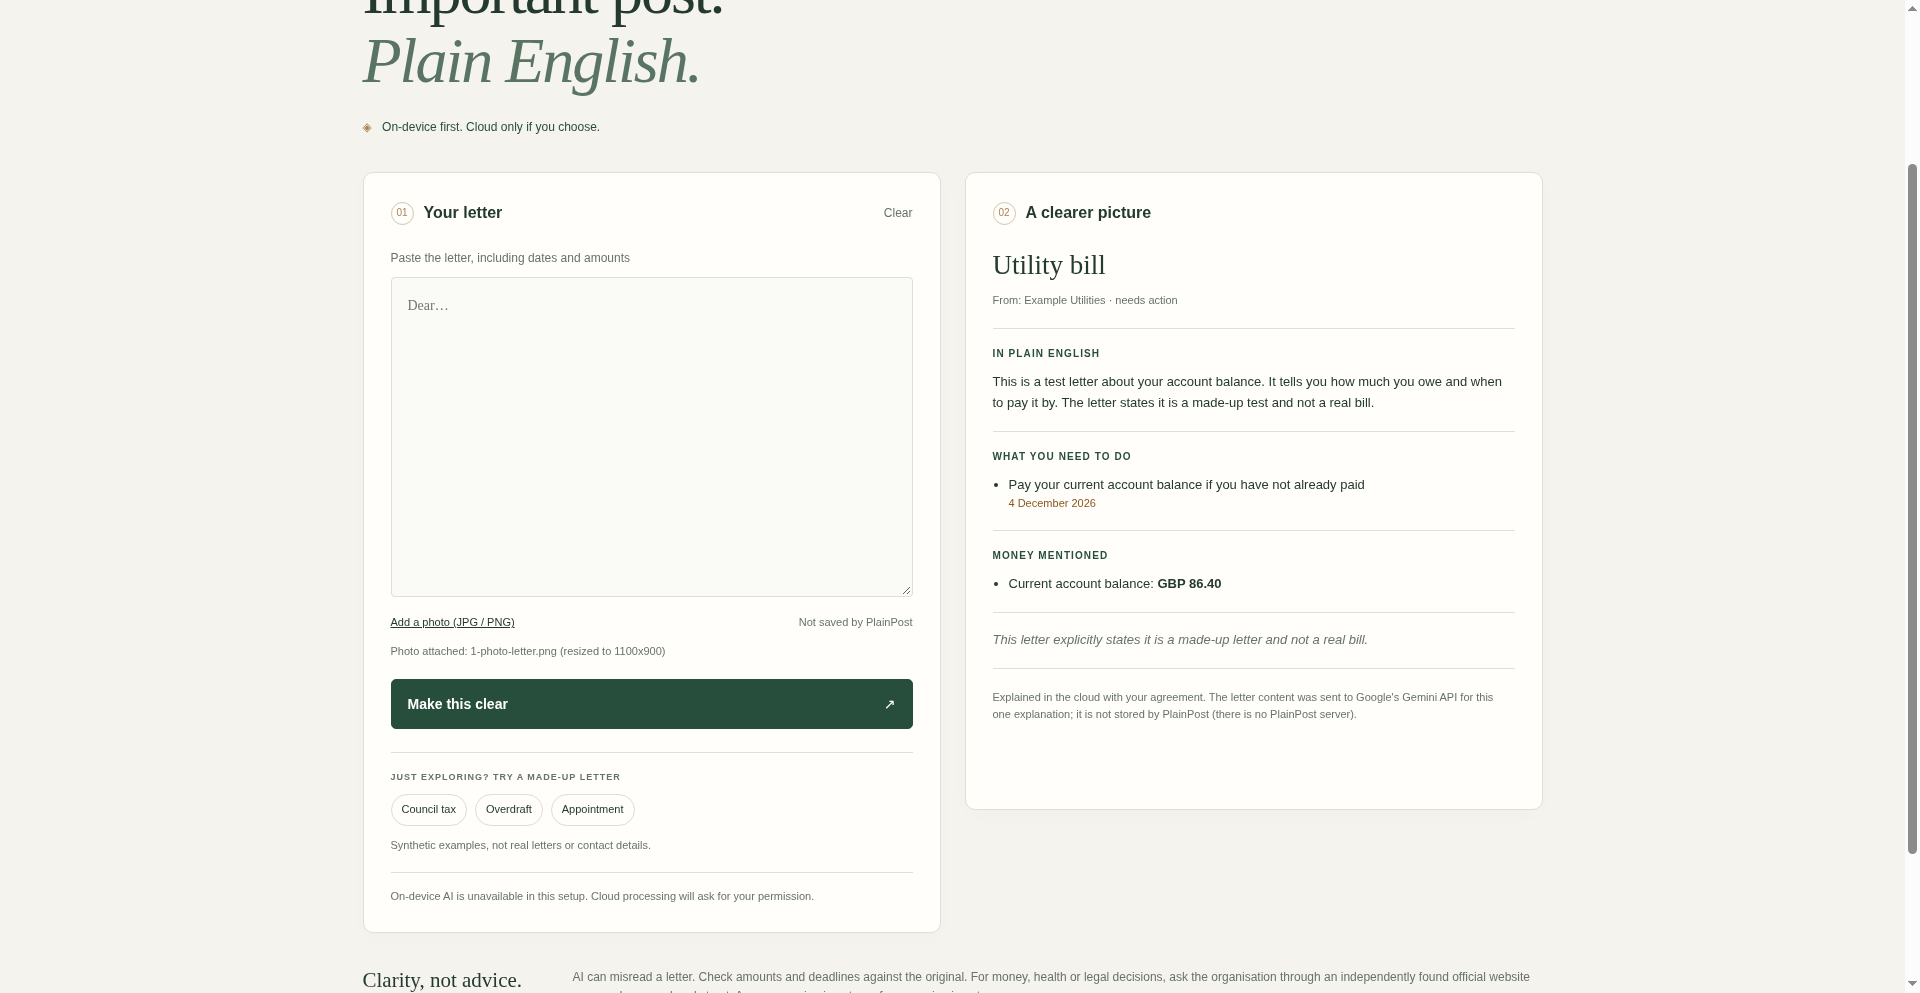 Important post.
Plain English.
◈ On-device first. Cloud only if you choose.
01 Your letter
Clear
Paste the letter, including dates and amounts
Dear…
Add a photo (JPG / PNG)
Not saved by PlainPost
Photo attached: 1-photo-letter.png (resized to 1100x900)
Make this clear ↗
JUST EXPLORING? TRY A MADE-UP LETTER
Council tax
Overdraft
Appointment
Synthetic examples, not real letters or contact details.
On-device AI is unavailable in this setup. Cloud processing will ask for your permission.
02 A clearer picture
Utility bill
From: Example Utilities · needs action
IN PLAIN ENGLISH
This is a test letter about your account balance. It tells you how much you owe and when
to pay it by. The letter states it is a made-up test and not a real bill.
WHAT YOU NEED TO DO
• Pay your current account balance if you have not already paid
4 December 2026
MONEY MENTIONED
• Current account balance: GBP 86.40
This letter explicitly states it is a made-up letter and not a real bill.
Explained in the cloud with your agreement. The letter content was sent to Google's Gemini API for this
one explanation; it is not stored by PlainPost (there is no PlainPost server).
Clarity, not advice.
AI can misread a letter. Check amounts and deadlines against the original. For money, health or legal decisions, ask the organisation through an independently found official website